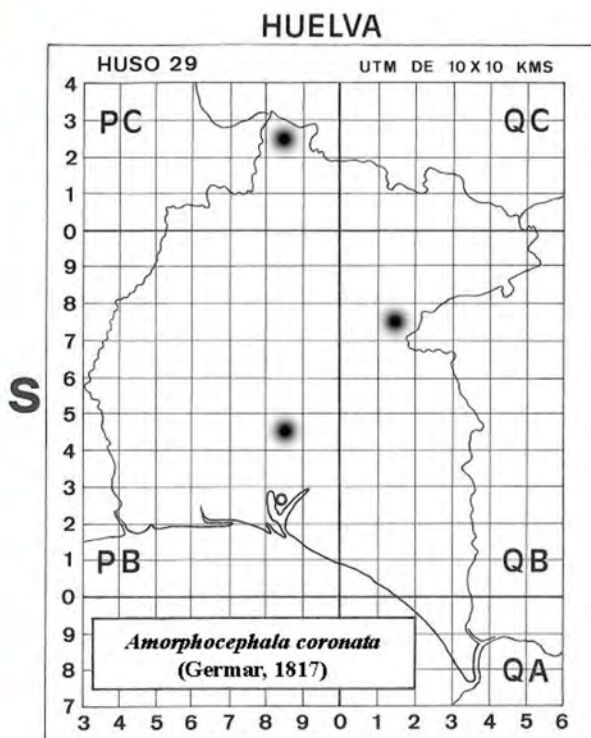 HUELVA
HUSO 29 UTM DE 10 X 10 KMS
4
3 PC QC
2
1
0
9
8
7
S 6
5
4
3
2
1 PB QB
0
9 Amorphocephala coronata
8 (Germar, 1817) QA
7
3 4 5 6 7 8 9 0 1 2 3 4 5 6